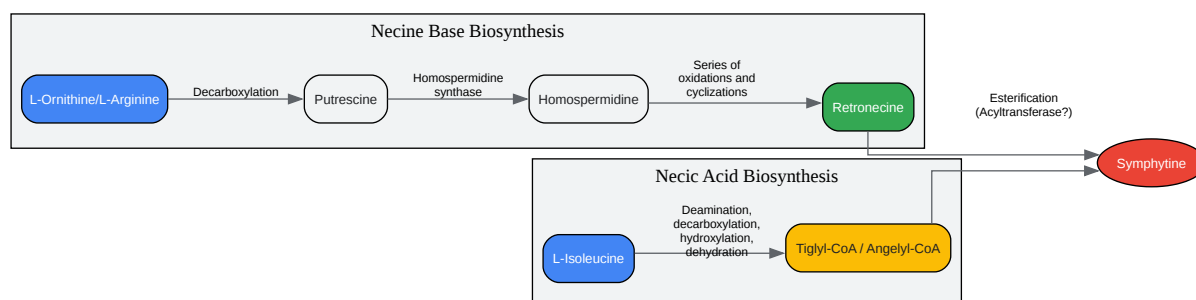 Necine Base Biosynthesis
L-Ornithine/L-Arginine
Decarboxylation
Putrescine
Homospermidine
synthase
Homospermidine
Series of
oxidations and
cyclizations
Retronecine
Esterification
(Acyltransferase?)
Symphytine
Necic Acid Biosynthesis
L-Isoleucine
Deamination,
decarboxylation,
hydroxylation,
dehydration
Tiglyl-CoA / Angelyl-CoA